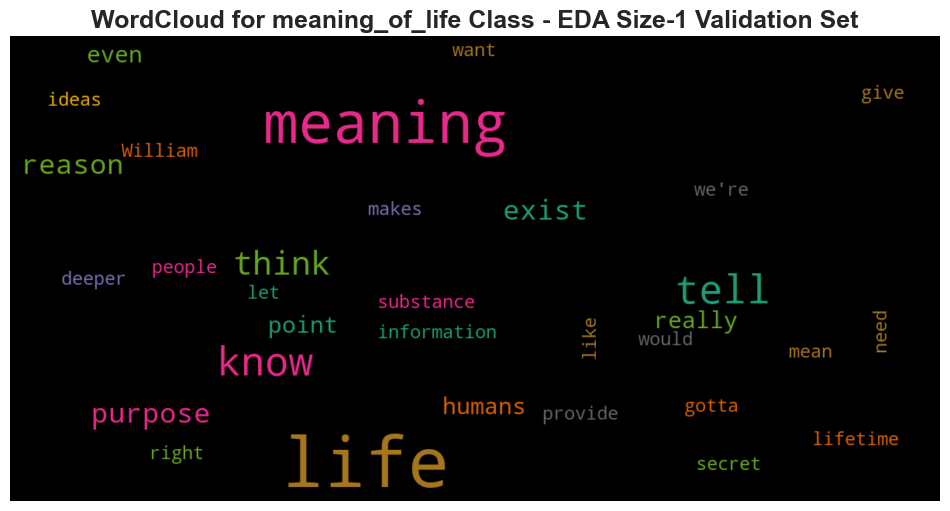 WordCloud for meaning_of_life Class - EDA Size-1 Validation Set
even
want
ideas
give
meaning
William
reason
we're
makes
exist
think
people
deeper
let
tell
substance
point
information
really
like
would
need
mean
know
purpose
humans
provide
gotta
right
life
lifetime
secret